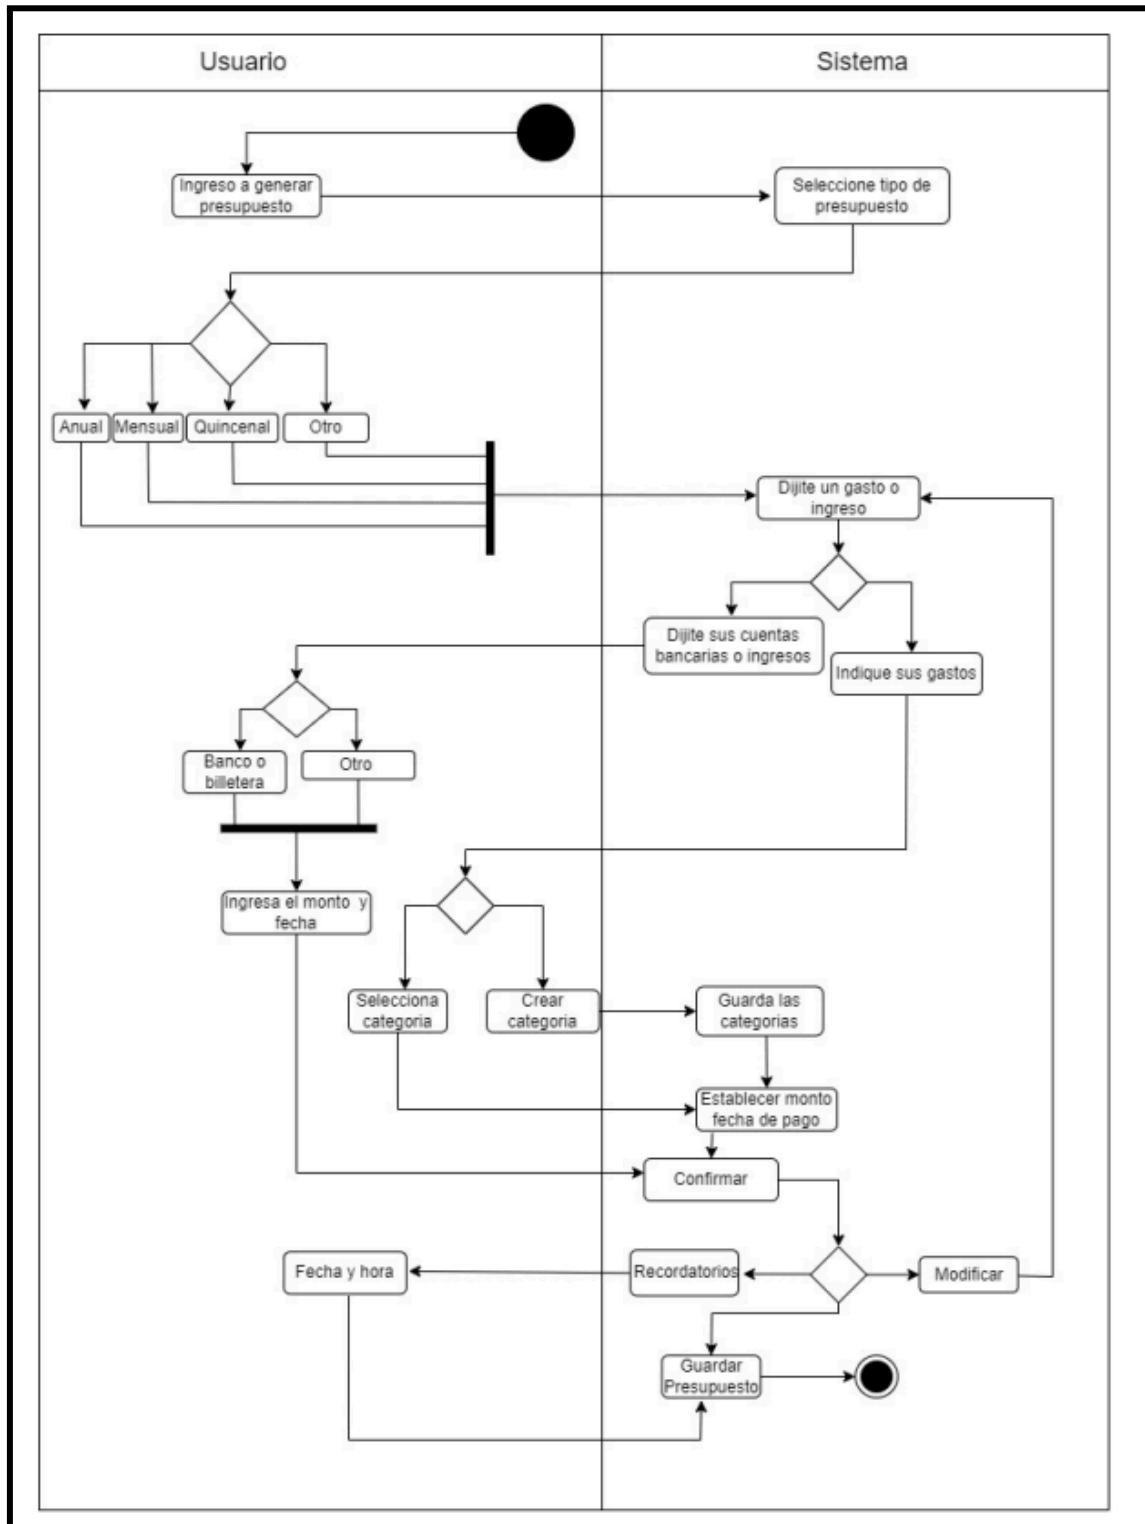 Usuario
Sistema
Ingreso a generar
presupuesto
Seleccione tipo de
presupuesto
Anual
Mensual
Quincenal
Otro
Dijite un gasto o
ingreso
Dijite sus cuentas
bancarias o ingresos
Indique sus gastos
Banco o
billetera
Otro
Ingresa el monto y
fecha
Selecciona
categoria
Crear
categoria
Guarda las
categorias
Establecer monto
fecha de pago
Confirmar
Fecha y hora
Recordatorios
Modificar
Guardar
Presupuesto